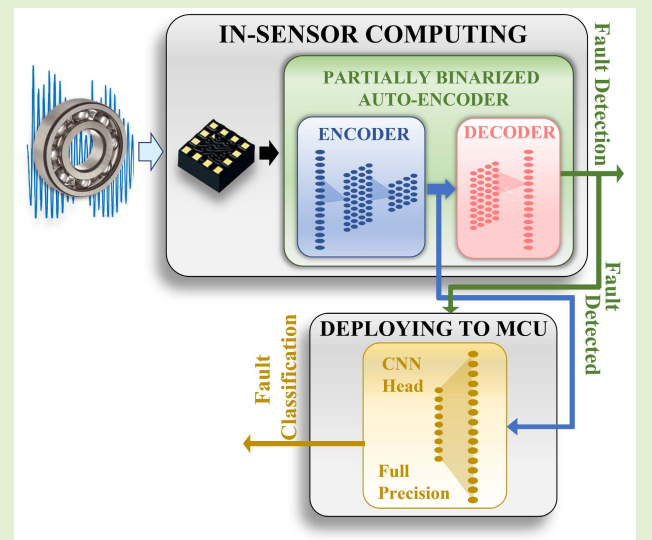 IN-SENSOR COMPUTING
PARTIALLY BINARIZED
AUTO-ENCODER
ENCODER
DECODER
Fault Detection
Fault
Detected
DEPLOYING TO MCU
CNN
Head
Full
Precision
Fault
Classification